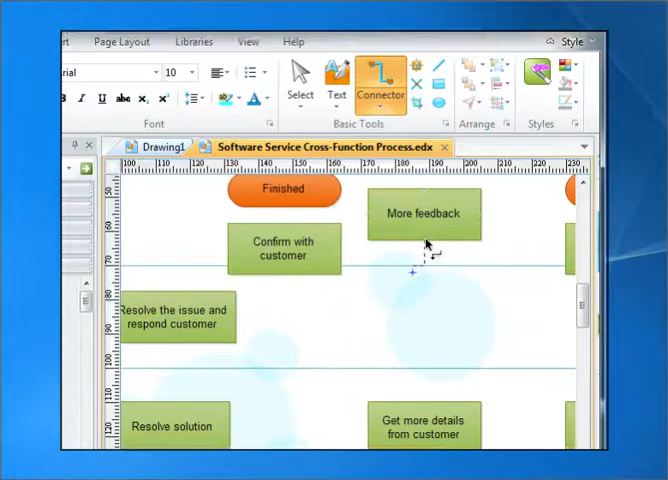 Page Layout Libraries View Help Style
10
Select Text Connector
Font Basic Tools Arrange Styles
Drawing1 Software Service Cross-Function Process.edx
100 110 120 130 140 150 160 170 180 190 200 210 220 230
50
60
70
80
90
100
110
120
Finished
More feedback
Confirm with
customer
Resolve the issue and
respond customer
Resolve solution
Get more details
from customer